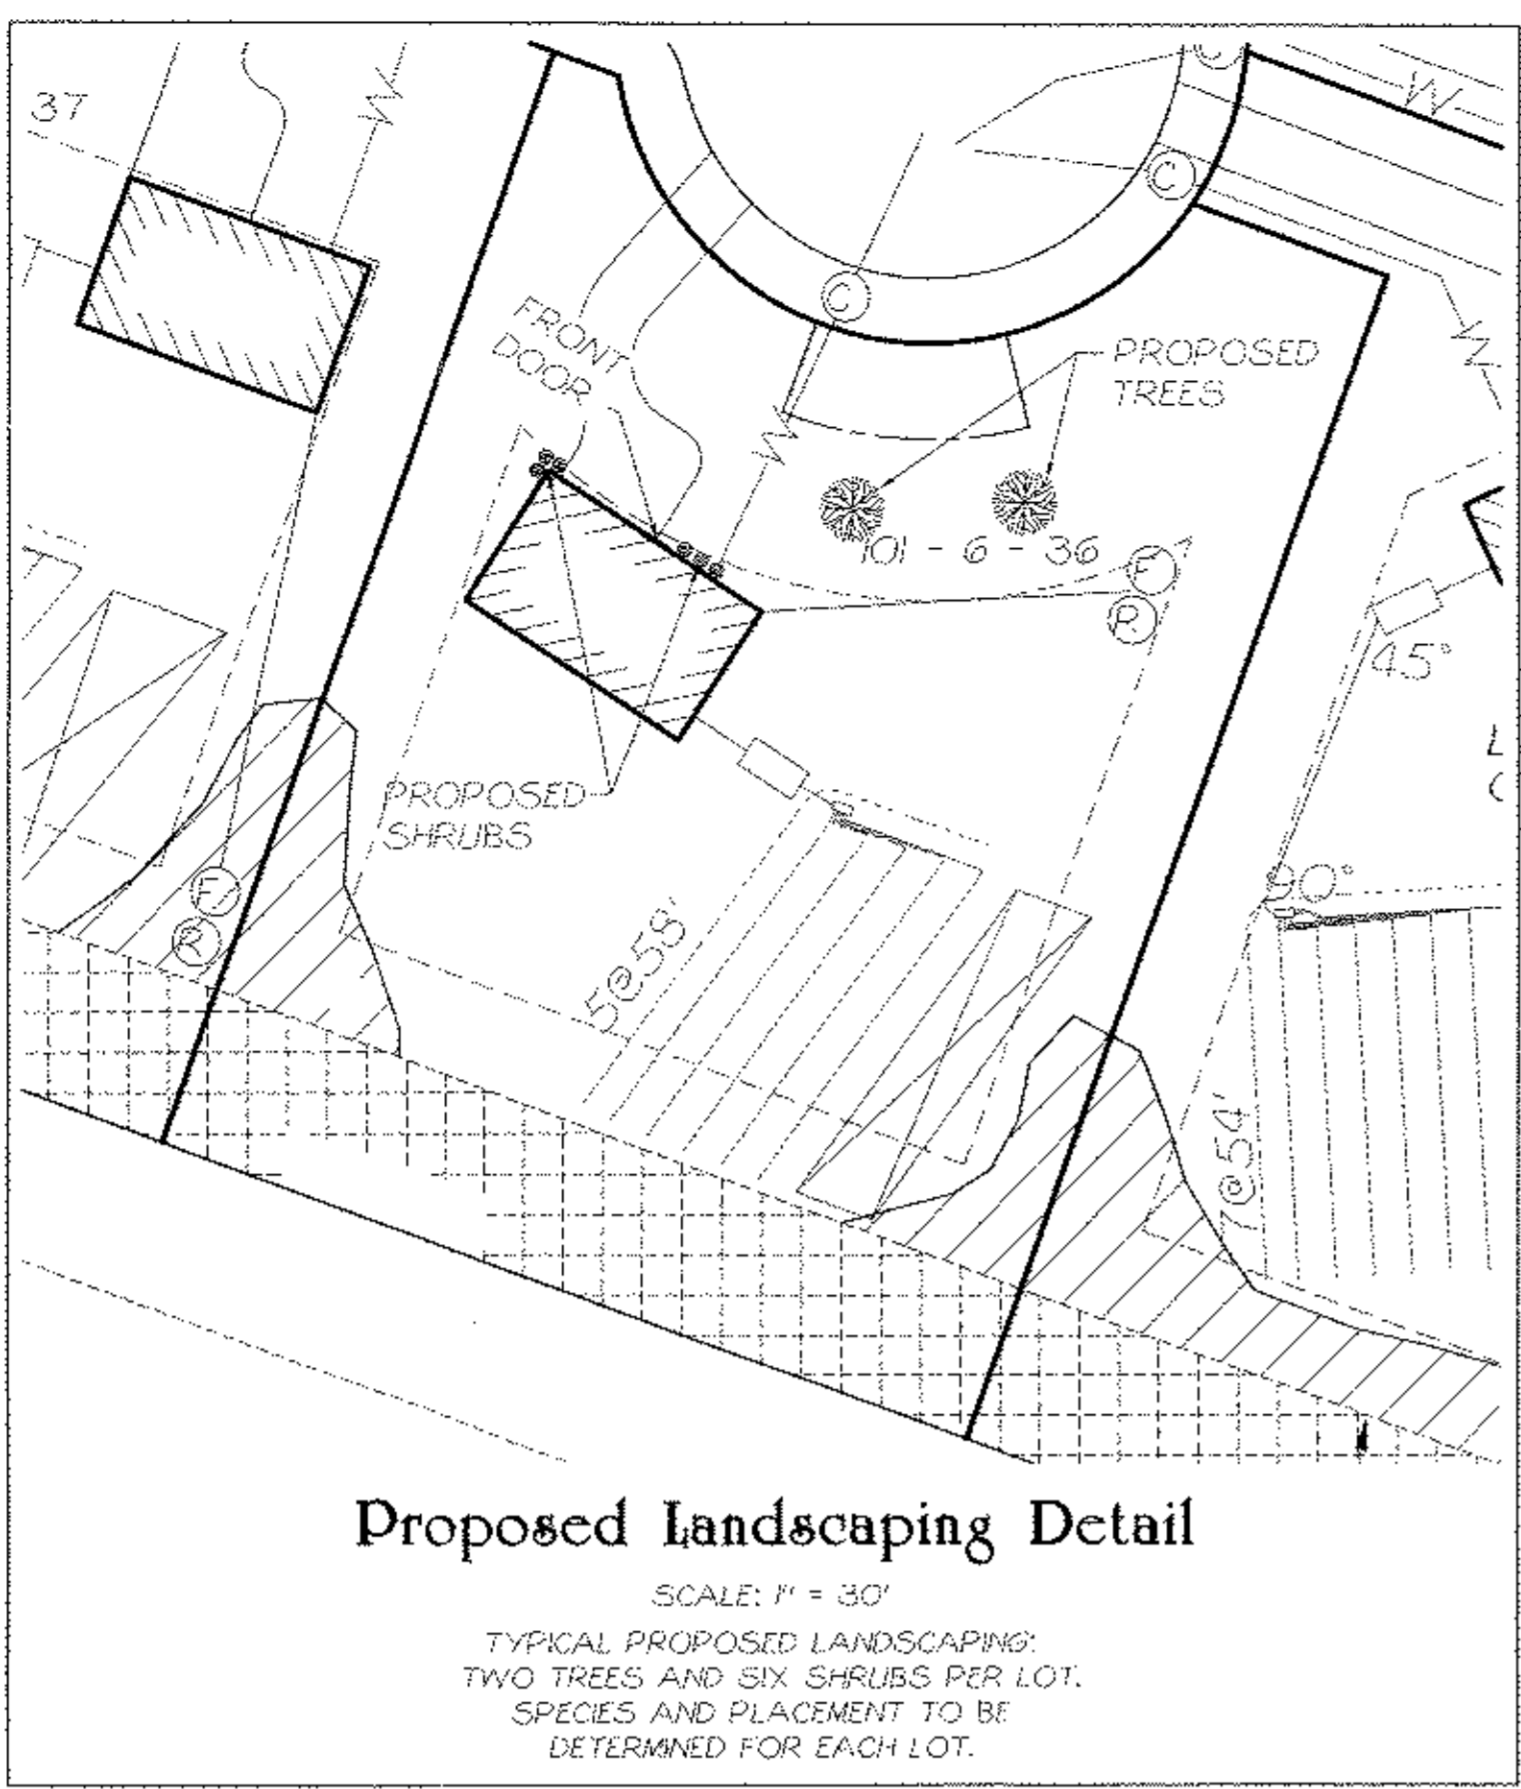 37
C
W
C
FRONT
DOOR
C
PROPOSED
TREES
W
W
101 - 6 - 36
F
P
45°
PROPOSED
SHRUBS
90°
F
R
5@58'
7@54'
Proposed Landscaping Detail
SCALE: 1" = 30'
TYPICAL PROPOSED LANDSCAPING:
TWO TREES AND SIX SHRUBS PER LOT.
SPECIES AND PLACEMENT TO BE
DETERMINED FOR EACH LOT.